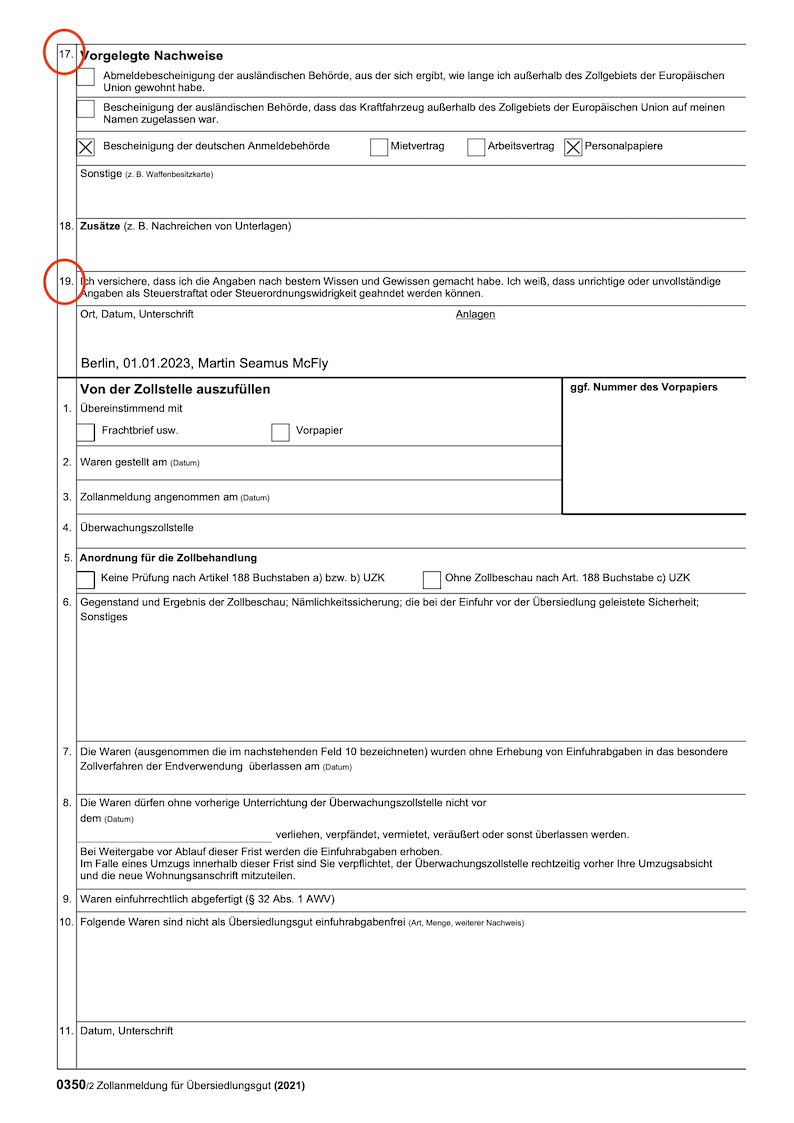 17. Vorgelegte Nachweise
Abmeldebescheinigung der ausländischen Behörde, aus der sich ergibt, wie lange ich außerhalb des Zollgebiets der Europäischen
Union gewohnt habe.
Bescheinigung der ausländischen Behörde, dass das Kraftfahrzeug außerhalb des Zollgebiets der Europäischen Union auf meinen
Namen zugelassen war.
Bescheinigung der deutschen Anmeldebehörde Mietvertrag Arbeitsvertrag Personalpapiere
Sonstige (z. B. Waffenbesitzkarte)
18. Zusätze (z. B. Nachreichen von Unterlagen)
19. Ich versichere, dass ich die Angaben nach bestem Wissen und Gewissen gemacht habe. Ich weiß, dass unrichtige oder unvollständige
Angaben als Steuerstraftat oder Steuerordnungswidrigkeit geahndet werden können.
Ort, Datum, Unterschrift Anlagen
Berlin, 01.01.2023, Martin Seamus McFly
Von der Zollstelle auszufüllen ggf. Nummer des Vorpapiers
1. Übereinstimmend mit
Frachtbrief usw. Vorpapier
2. Waren gestellt am (Datum)
3. Zollanmeldung angenommen am (Datum)
4. Überwachungszollstelle
5. Anordnung für die Zollbehandlung
Keine Prüfung nach Artikel 188 Buchstaben a) bzw. b) UZK Ohne Zollbeschau nach Art. 188 Buchstabe c) UZK
6. Gegenstand und Ergebnis der Zollbeschau; Nämlichkeitssicherung; die bei der Einfuhr vor der Übersiedlung geleistete Sicherheit;
Sonstiges
7. Die Waren (ausgenommen die im nachstehenden Feld 10 bezeichneten) wurden ohne Erhebung von Einfuhrabgaben in das besondere
Zollverfahren der Endverwendung überlassen am (Datum)
8. Die Waren dürfen ohne vorherige Unterrichtung der Überwachungszollstelle nicht vor
dem (Datum)
verliehen, verpfändet, vermietet, veräußert oder sonst überlassen werden.
Bei Weitergabe vor Ablauf dieser Frist werden die Einfuhrabgaben erhoben.
Im Falle eines Umzugs innerhalb dieser Frist sind Sie verpflichtet, der Überwachungszollstelle rechtzeitig vorher Ihre Umzugsabsicht
und die neue Wohnungsanschrift mitzuteilen.
9. Waren einfuhrrechtlich abgefertigt (§ 32 Abs. 1 AWV)
10. Folgende Waren sind nicht als Übersiedlungsgut einfuhrabgabenfrei (Art, Menge, weiterer Nachweis)
11. Datum, Unterschrift
0350/2 Zollanmeldung für Übersiedlungsgut (2021)